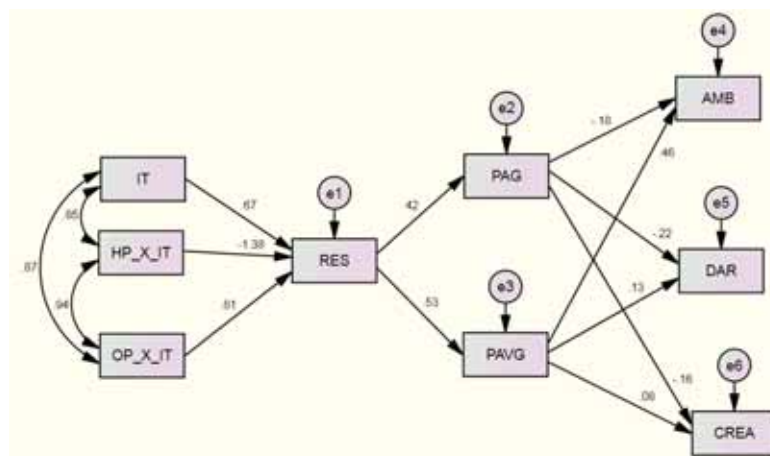 e4
AMB
e2
-.18
PAG
.46
IT
e1
.67
.42
e5
-.22
.85
HP_X_IT
-1.38
RES
DAR
.87
e3
.13
.53
.94
.81
PAVG
OP_X_IT
e6
-.16
.06
CREA